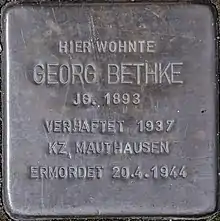 HIER WOHNTE
GEORG BETHKE
JG. 1893
VERHAFTET 1937
KZ MAUTHAUSEN
ERMORDET 20.4.1944